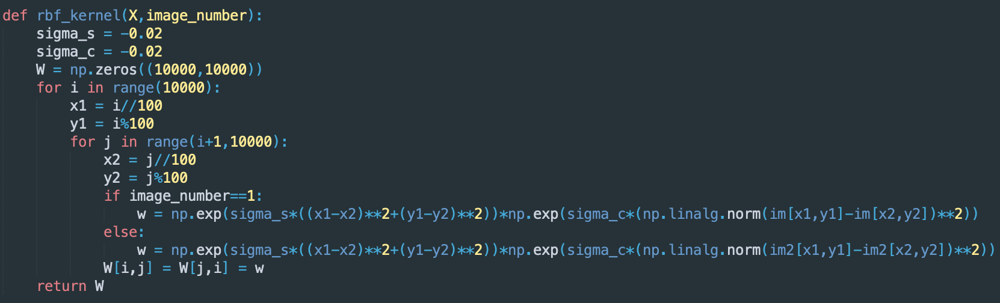 def rbf_kernel(X,image_number):
    sigma_s = -0.02
    sigma_c = -0.02
    W = np.zeros((10000,10000))
    for i in range(10000):
        x1 = i//100
        y1 = i%100
        for j in range(i+1,10000):
            x2 = j//100
            y2 = j%100
            if image_number==1:
                w = np.exp(sigma_s*((x1-x2)**2+(y1-y2)**2))*np.exp(sigma_c*(np.linalg.norm(im[x1,y1]-im[x2,y2])**2))
            else:
                w = np.exp(sigma_s*((x1-x2)**2+(y1-y2)**2))*np.exp(sigma_c*(np.linalg.norm(im2[x1,y1]-im2[x2,y2])**2))
            W[i,j] = W[j,i] = w
    return W